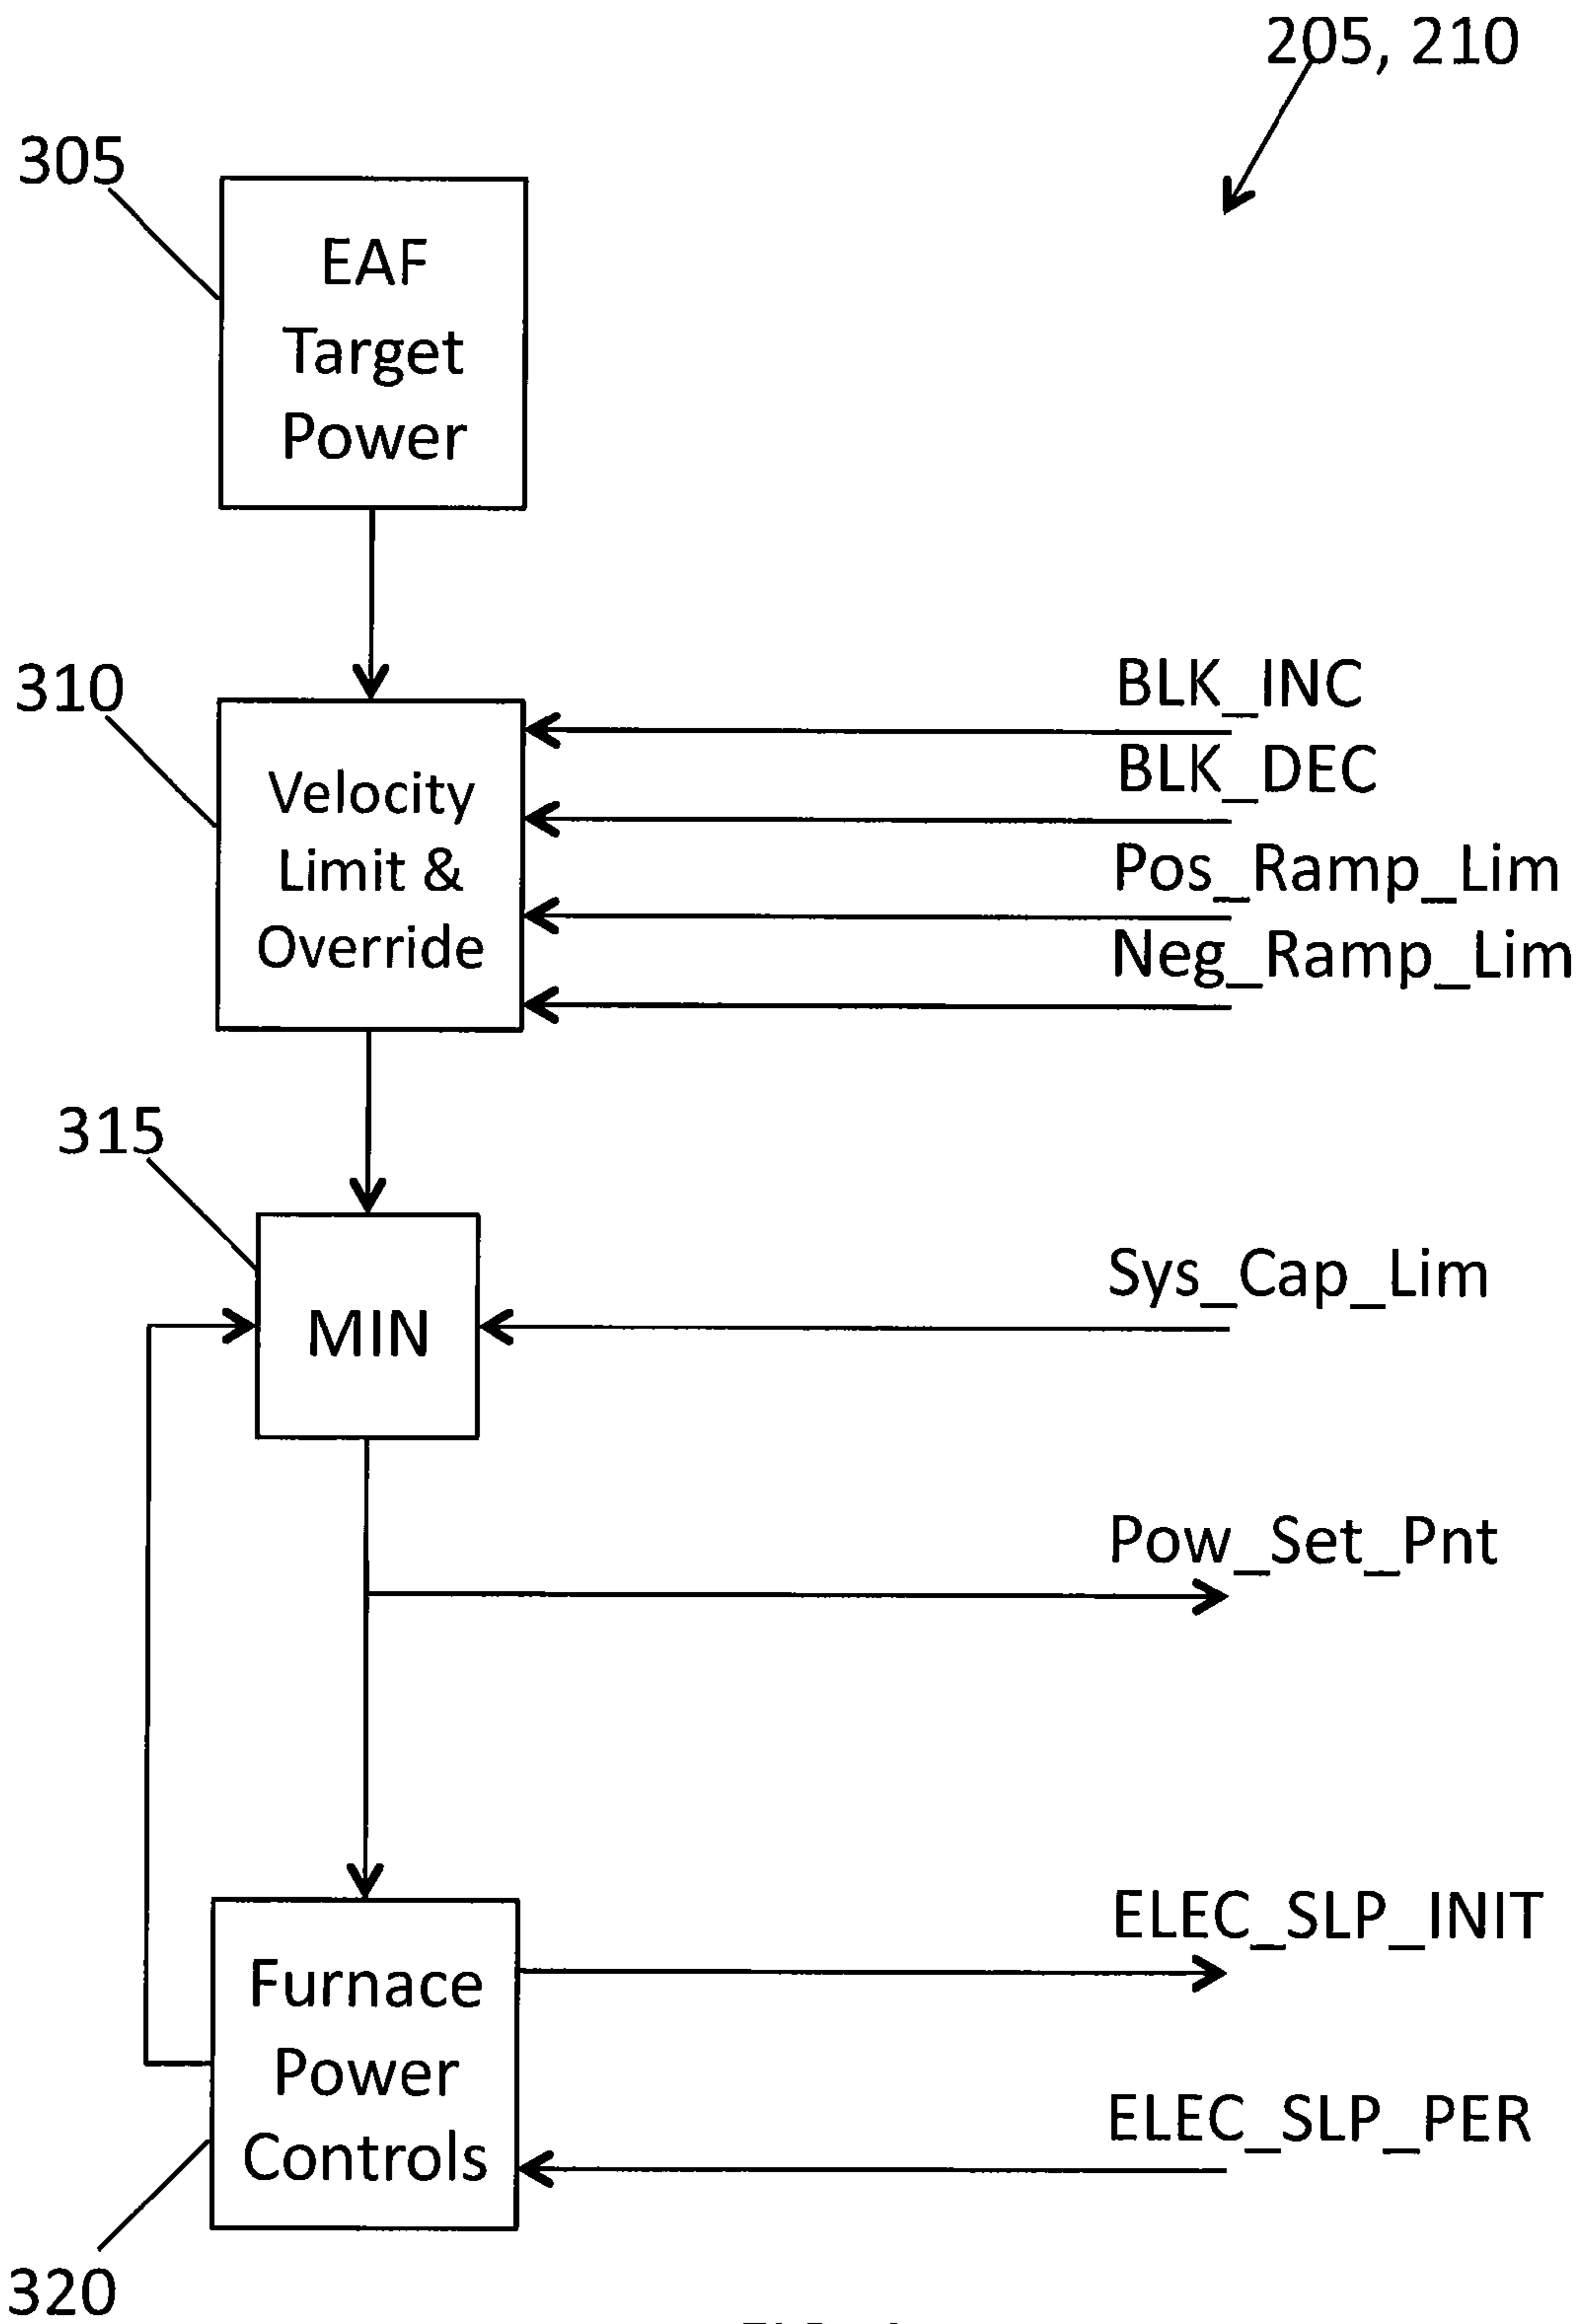 205, 210
305
EAF
Target
Power
310
BLK_INC
BLK_DEC
Velocity
Limit &
Override
Pos_Ramp_Lim
Neg_Ramp_Lim
315
MIN
Sys_Cap_Lim
Pow_Set_Pnt
ELEC_SLP_INIT
Furnace
Power
Controls
ELEC_SLP_PER
320